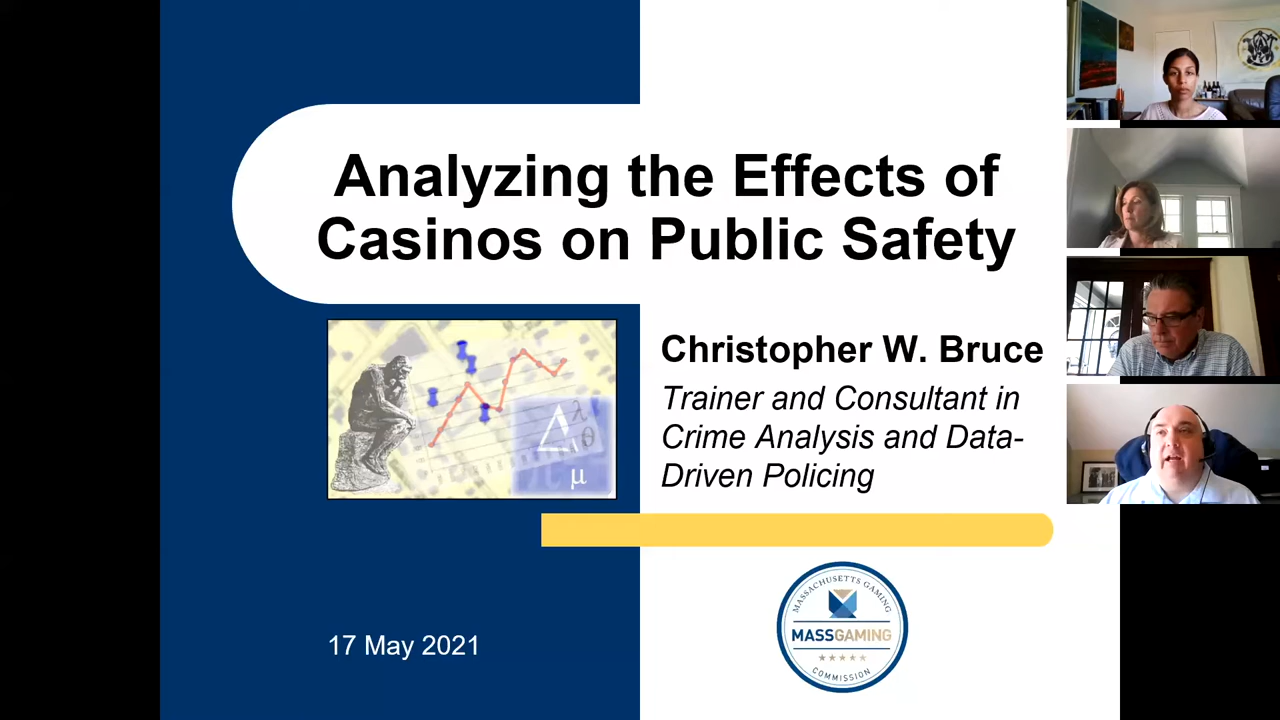 Analyzing the Effects of
Casinos on Public Safety
Christopher W. Bruce
Trainer and Consultant in
Crime Analysis and Data-
Driven Policing
Δ
λ
θ
μ
17 May 2021
MASSACHUSETTS GAMING
MASSGAMING
COMMISSION